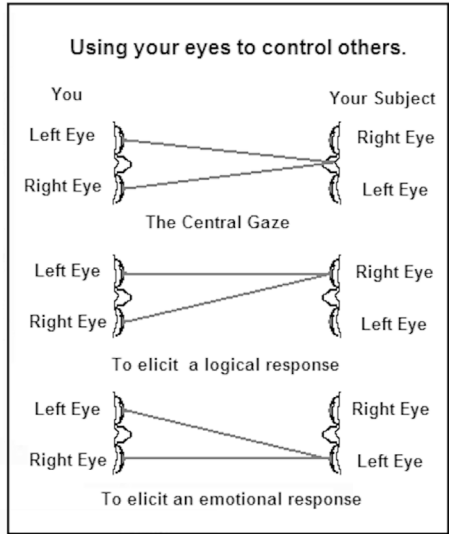 Using your eyes to control others.
You
Your Subject
Left Eye
Right Eye
Right Eye
Left Eye
The Central Gaze
Left Eye
Right Eye
Right Eye
Left Eye
To elicit a logical response
Left Eye
Right Eye
Right Eye
Left Eye
To elicit an emotional response